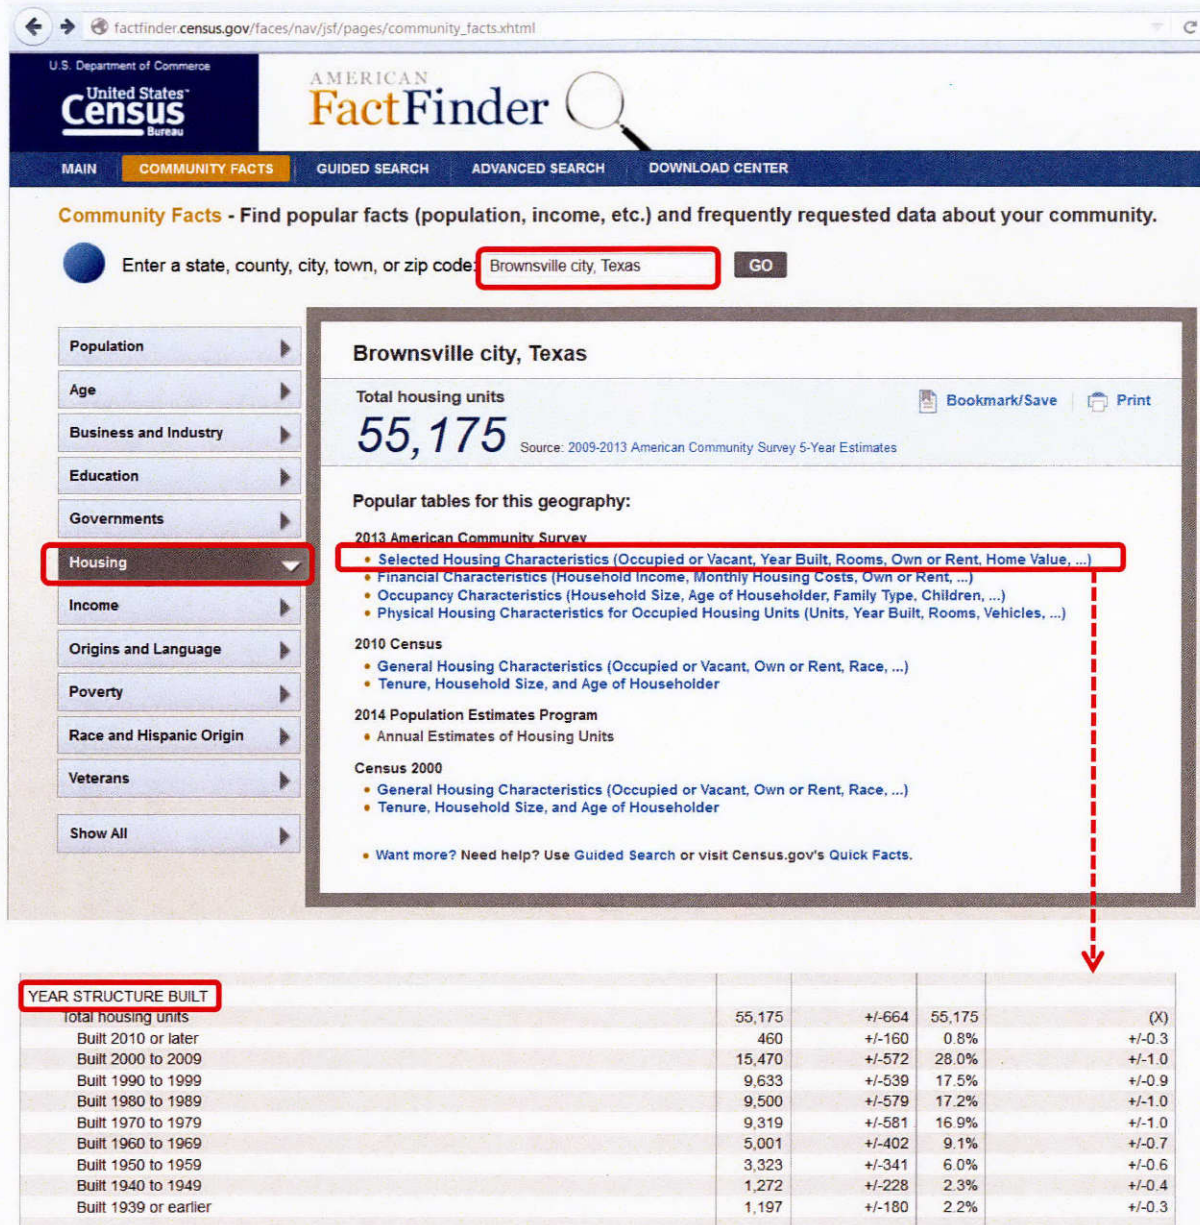 factfinder.census.gov/faces/nav/jsf/pages/community_facts.xhtml
U.S. Department of Commerce
United States™
Census
Bureau
AMERICAN
FactFinder
MAIN COMMUNITY FACTS GUIDED SEARCH ADVANCED SEARCH DOWNLOAD CENTER
Community Facts - Find popular facts (population, income, etc.) and frequently requested data about your community.
Enter a state, county, city, town, or zip code: Brownsville city, Texas GO
Population
Age
Business and Industry
Education
Governments
Housing
Income
Origins and Language
Poverty
Race and Hispanic Origin
Veterans
Show All
Brownsville city, Texas
Total housing units
Bookmark/Save Print
55,175 Source: 2009-2013 American Community Survey 5-Year Estimates
Popular tables for this geography:
2013 American Community Survey
• Selected Housing Characteristics (Occupied or Vacant, Year Built, Rooms, Own or Rent, Home Value, ...)
• Financial Characteristics (Household Income, Monthly Housing Costs, Own or Rent, ...)
• Occupancy Characteristics (Household Size, Age of Householder, Family Type, Children, ...)
• Physical Housing Characteristics for Occupied Housing Units (Units, Year Built, Rooms, Vehicles, ...)
2010 Census
• General Housing Characteristics (Occupied or Vacant, Own or Rent, Race, ...)
• Tenure, Household Size, and Age of Householder
2014 Population Estimates Program
• Annual Estimates of Housing Units
Census 2000
• General Housing Characteristics (Occupied or Vacant, Own or Rent, Race, ...)
• Tenure, Household Size, and Age of Householder
• Want more? Need help? Use Guided Search or visit Census.gov's Quick Facts.
YEAR STRUCTURE BUILT
Total housing units 55,175 +/-664 55,175 (X)
Built 2010 or later 460 +/-160 0.8% +/-0.3
Built 2000 to 2009 15,470 +/-572 28.0% +/-1.0
Built 1990 to 1999 9,633 +/-539 17.5% +/-0.9
Built 1980 to 1989 9,500 +/-579 17.2% +/-1.0
Built 1970 to 1979 9,319 +/-581 16.9% +/-1.0
Built 1960 to 1969 5,001 +/-402 9.1% +/-0.7
Built 1950 to 1959 3,323 +/-341 6.0% +/-0.6
Built 1940 to 1949 1,272 +/-228 2.3% +/-0.4
Built 1939 or earlier 1,197 +/-180 2.2% +/-0.3